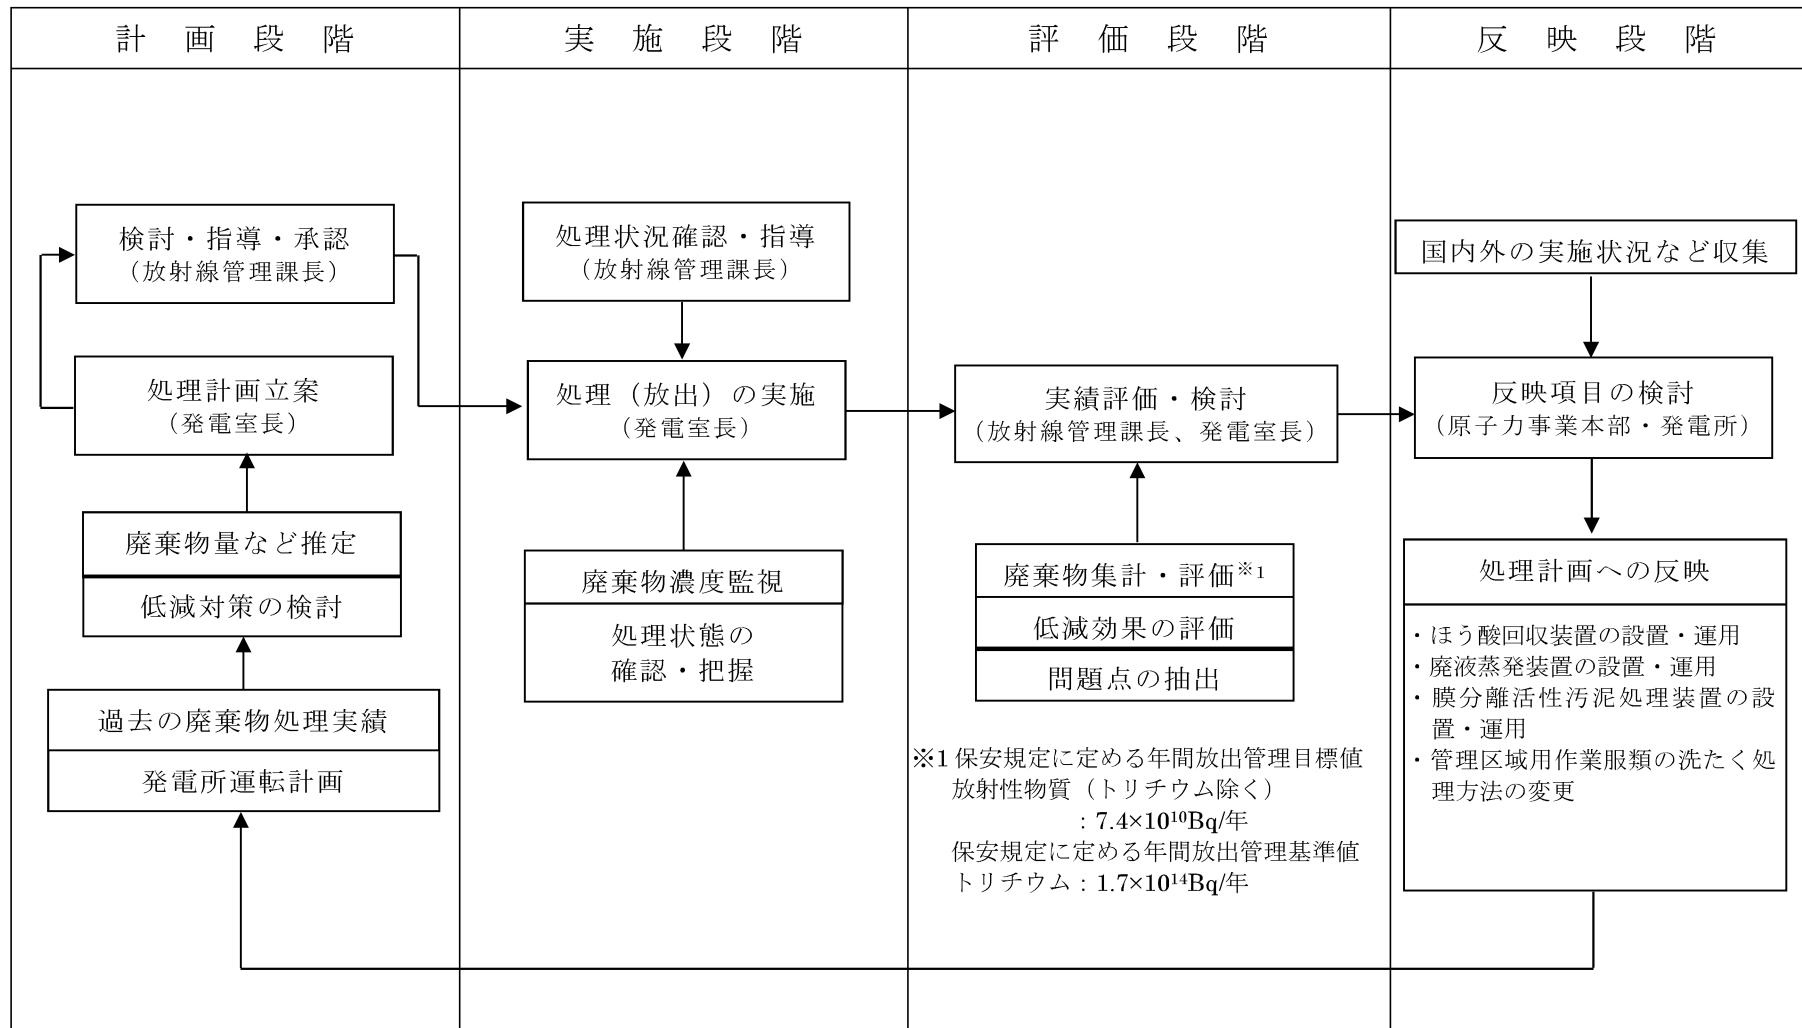 計画段階
実施段階
評価段階
反映段階
検討・指導・承認
（放射線管理課長）
処理計画立案
（発電室長）
廃棄物量など推定
低減対策の検討
過去の廃棄物処理実績
発電所運転計画
処理状況確認・指導
（放射線管理課長）
処理（放出）の実施
（発電室長）
廃棄物濃度監視
処理状態の
確認・把握
実績評価・検討
（放射線管理課長、発電室長）
廃棄物集計・評価※1
低減効果の評価
問題点の抽出
※1 保安規定に定める年間放出管理目標値
放射性物質（トリチウム除く）
：7.4×10¹⁰Bq/年
保安規定に定める年間放出管理基準値
トリチウム：1.7×10¹⁴Bq/年
国内外の実施状況など収集
反映項目の検討
（原子力事業本部・発電所）
処理計画への反映
・ほう酸回収装置の設置・運用
・廃液蒸発装置の設置・運用
・膜分離活性汚泥処理装置の設
置・運用
・管理区域用作業服類の洗たく処
理方法の変更